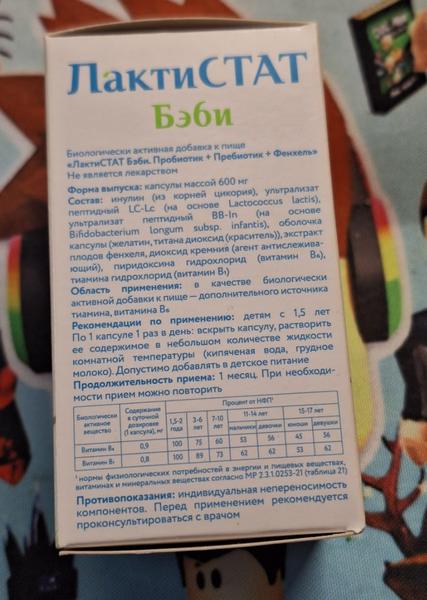 ЛактиСТАТ
Бэби
Биологически активная добавка к пище
«ЛактиСТАТ Бэби. Пробиотик + Пребиотик + Фенхель»
Не является лекарством
Форма выпуска: капсулы массой 600 мг
Состав: инулин (из корней цикория), ультрализат
пептидный LC-Lc (на основе Lactococcus lactis),
ультрализат пептидный BB-In (на основе
Bifidobacterium longum subsp. infantis), оболочка
капсулы (желатин, титана диоксид (краситель)), экстракт
плодов фенхеля, диоксид кремния (агент антислежива-
ющий), пиридоксина гидрохлорид (витамин B₆),
тиамина гидрохлорид (витамин B₁)
Область применения: в качестве биологически
активной добавки к пище — дополнительного источника
тиамина, витамина B₆
Рекомендации по применению: детям с 1,5 лет
По 1 капсуле 1 раз в день: вскрыть капсулу, растворить
ее содержимое в небольшом количестве жидкости
комнатной температуры (кипяченая вода, грудное
молоко). Допустимо добавлять в детское питание
Продолжительность приема: 1 месяц. При необходи-
мости прием можно повторить
Биологически активное вещество Содержание в суточной дозировке (1 капсула), мг Процент от НФП¹
1,5-2 года 3-6 лет 7-10 лет 11-14 лет 15-17 лет
мальчики девочки юноши девушки
Витамин B₆ 0,9 100 75 60 53 56 45 56
Витамин B₁ 0,8 100 89 73 62 62 53 62
¹ нормы физиологических потребностей в энергии и пищевых веществах,
витаминах и минеральных веществах согласно МР 2.3.1.0253-21 (таблица 21)
Противопоказания: индивидуальная непереносимость
компонентов. Перед применением рекомендуется
проконсультироваться с врачом